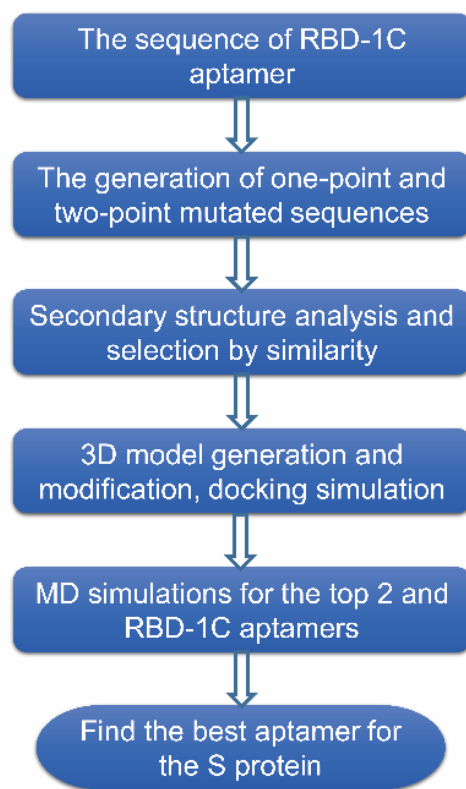 The sequence of RBD-1C
aptamer
The generation of one-point and
two-point mutated sequences
Secondary structure analysis and
selection by similarity
3D model generation and
modification, docking simulation
MD simulations for the top 2 and
RBD-1C aptamers
Find the best aptamer for
the S protein